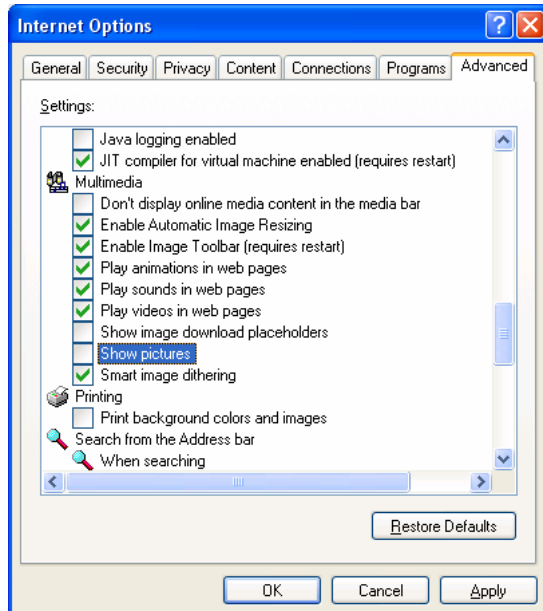 Internet Options
General Security Privacy Content Connections Programs Advanced
Settings:
Java logging enabled
JIT compiler for virtual machine enabled (requires restart)
Multimedia
Don't display online media content in the media bar
Enable Automatic Image Resizing
Enable Image Toolbar (requires restart)
Play animations in web pages
Play sounds in web pages
Play videos in web pages
Show image download placeholders
Show pictures
Smart image dithering
Printing
Print background colors and images
Search from the Address bar
When searching
Restore Defaults
OK Cancel Apply